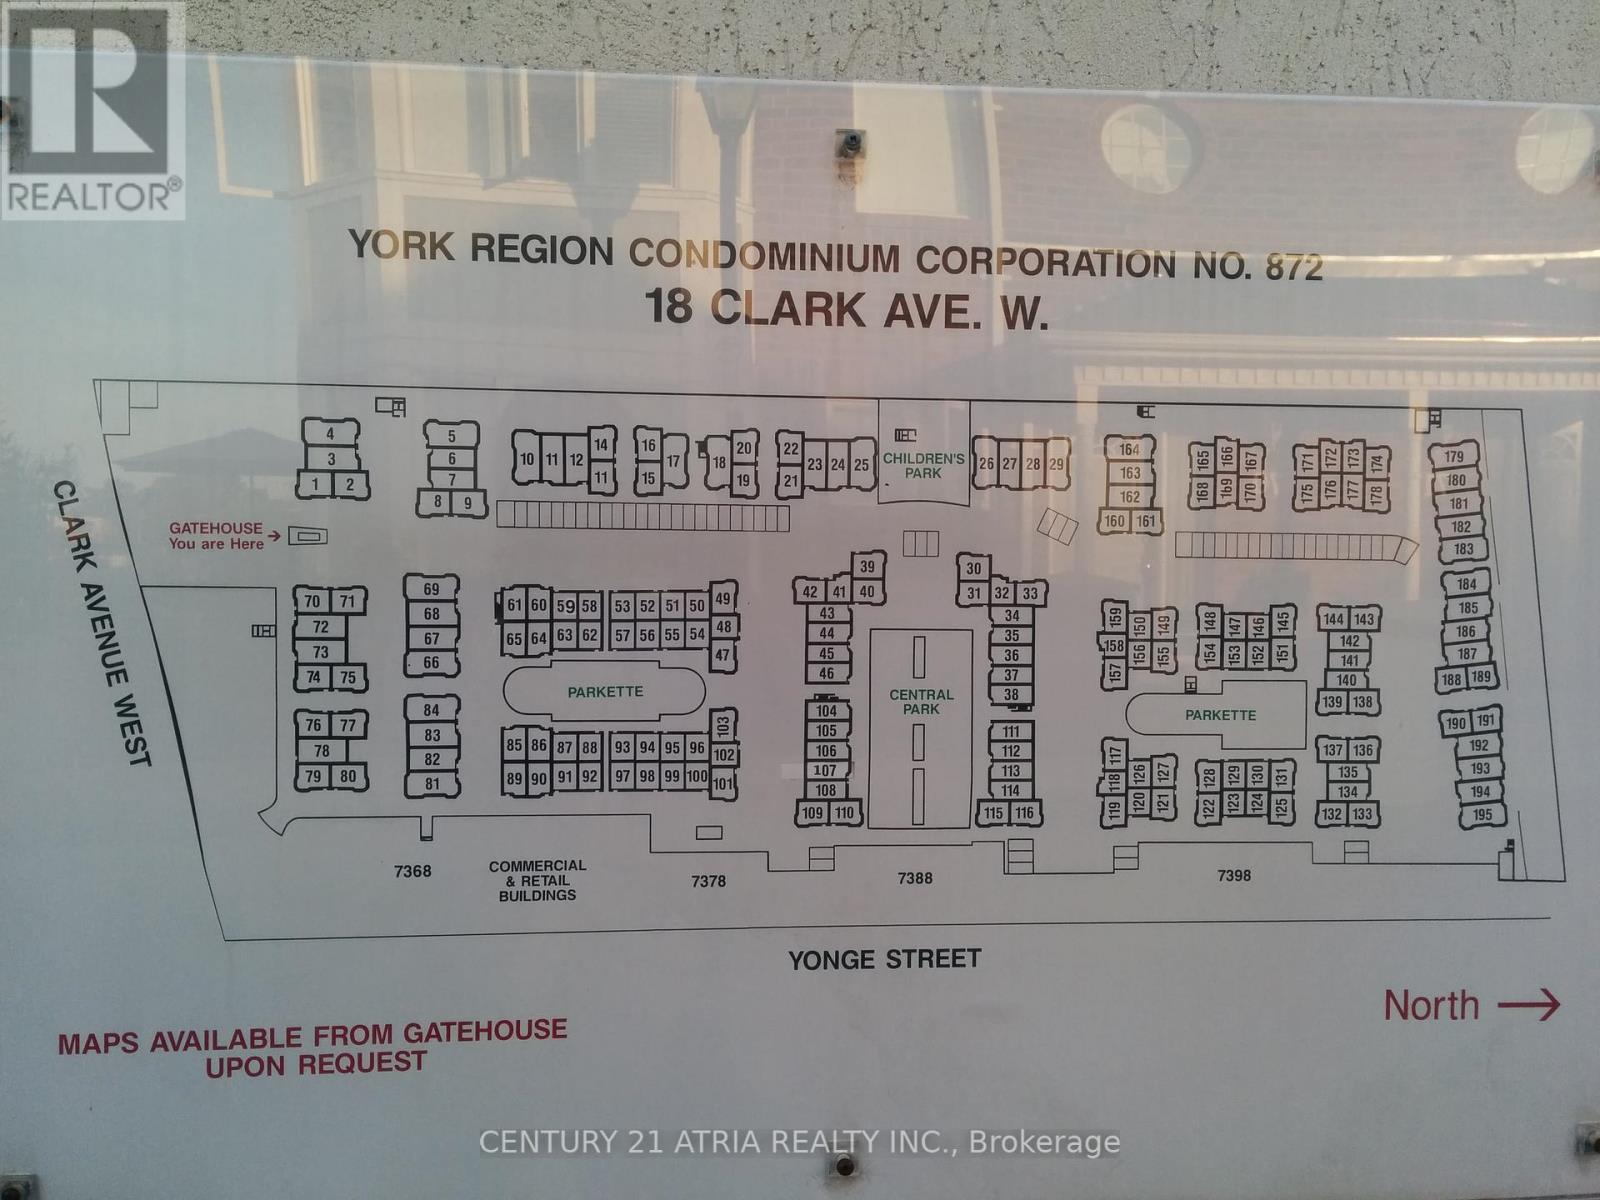 REALTOR®
YORK REGION CONDOMINIUM CORPORATION NO. 872
18 CLARK AVE. W.
4
3
1 2
5
6
7
8 9
10 11 12 14
11
16
15 17
18 20
19
22
21 23 24 25
CHILDREN'S
PARK
26 27 28 29
164
163
162
160 161
165 166 167
168 169 170
171 172 173 174
175 176 177 178
179
180
181
182
183
CLARK AVENUE WEST
GATEHOUSE →
You are Here
70 71
72
73
74 75
69
68
67
66
61 60 59 58 53 52 51 50 49
65 64 63 62 57 56 55 54 48
47
PARKETTE
39
42 41 40
43
44
45
46
30
31 32 33
34
35
36
37
38
CENTRAL
PARK
159 150 149
158
157 156 155
148 147 146 145
154 153 152 151
144 143
142
141
140
139 138
184
185
186
187
188 189
PARKETTE
76 77
78
79 80
84
83
82
81
85 86 87 88 93 94 95 96 103
102
89 90 91 92 97 98 99 100 101
104
105
106
107
108
109 110
111
112
113
114
115 116
117
118 126 127
119 120 121
128 129 130 131
122 123 124 125
137 136
135
134
132 133
190 191
192
193
194
195
7368
COMMERCIAL
& RETAIL
BUILDINGS
7378
7388
7398
YONGE STREET
North →
MAPS AVAILABLE FROM GATEHOUSE
UPON REQUEST
CENTURY 21 ATRIA REALTY INC., Brokerage